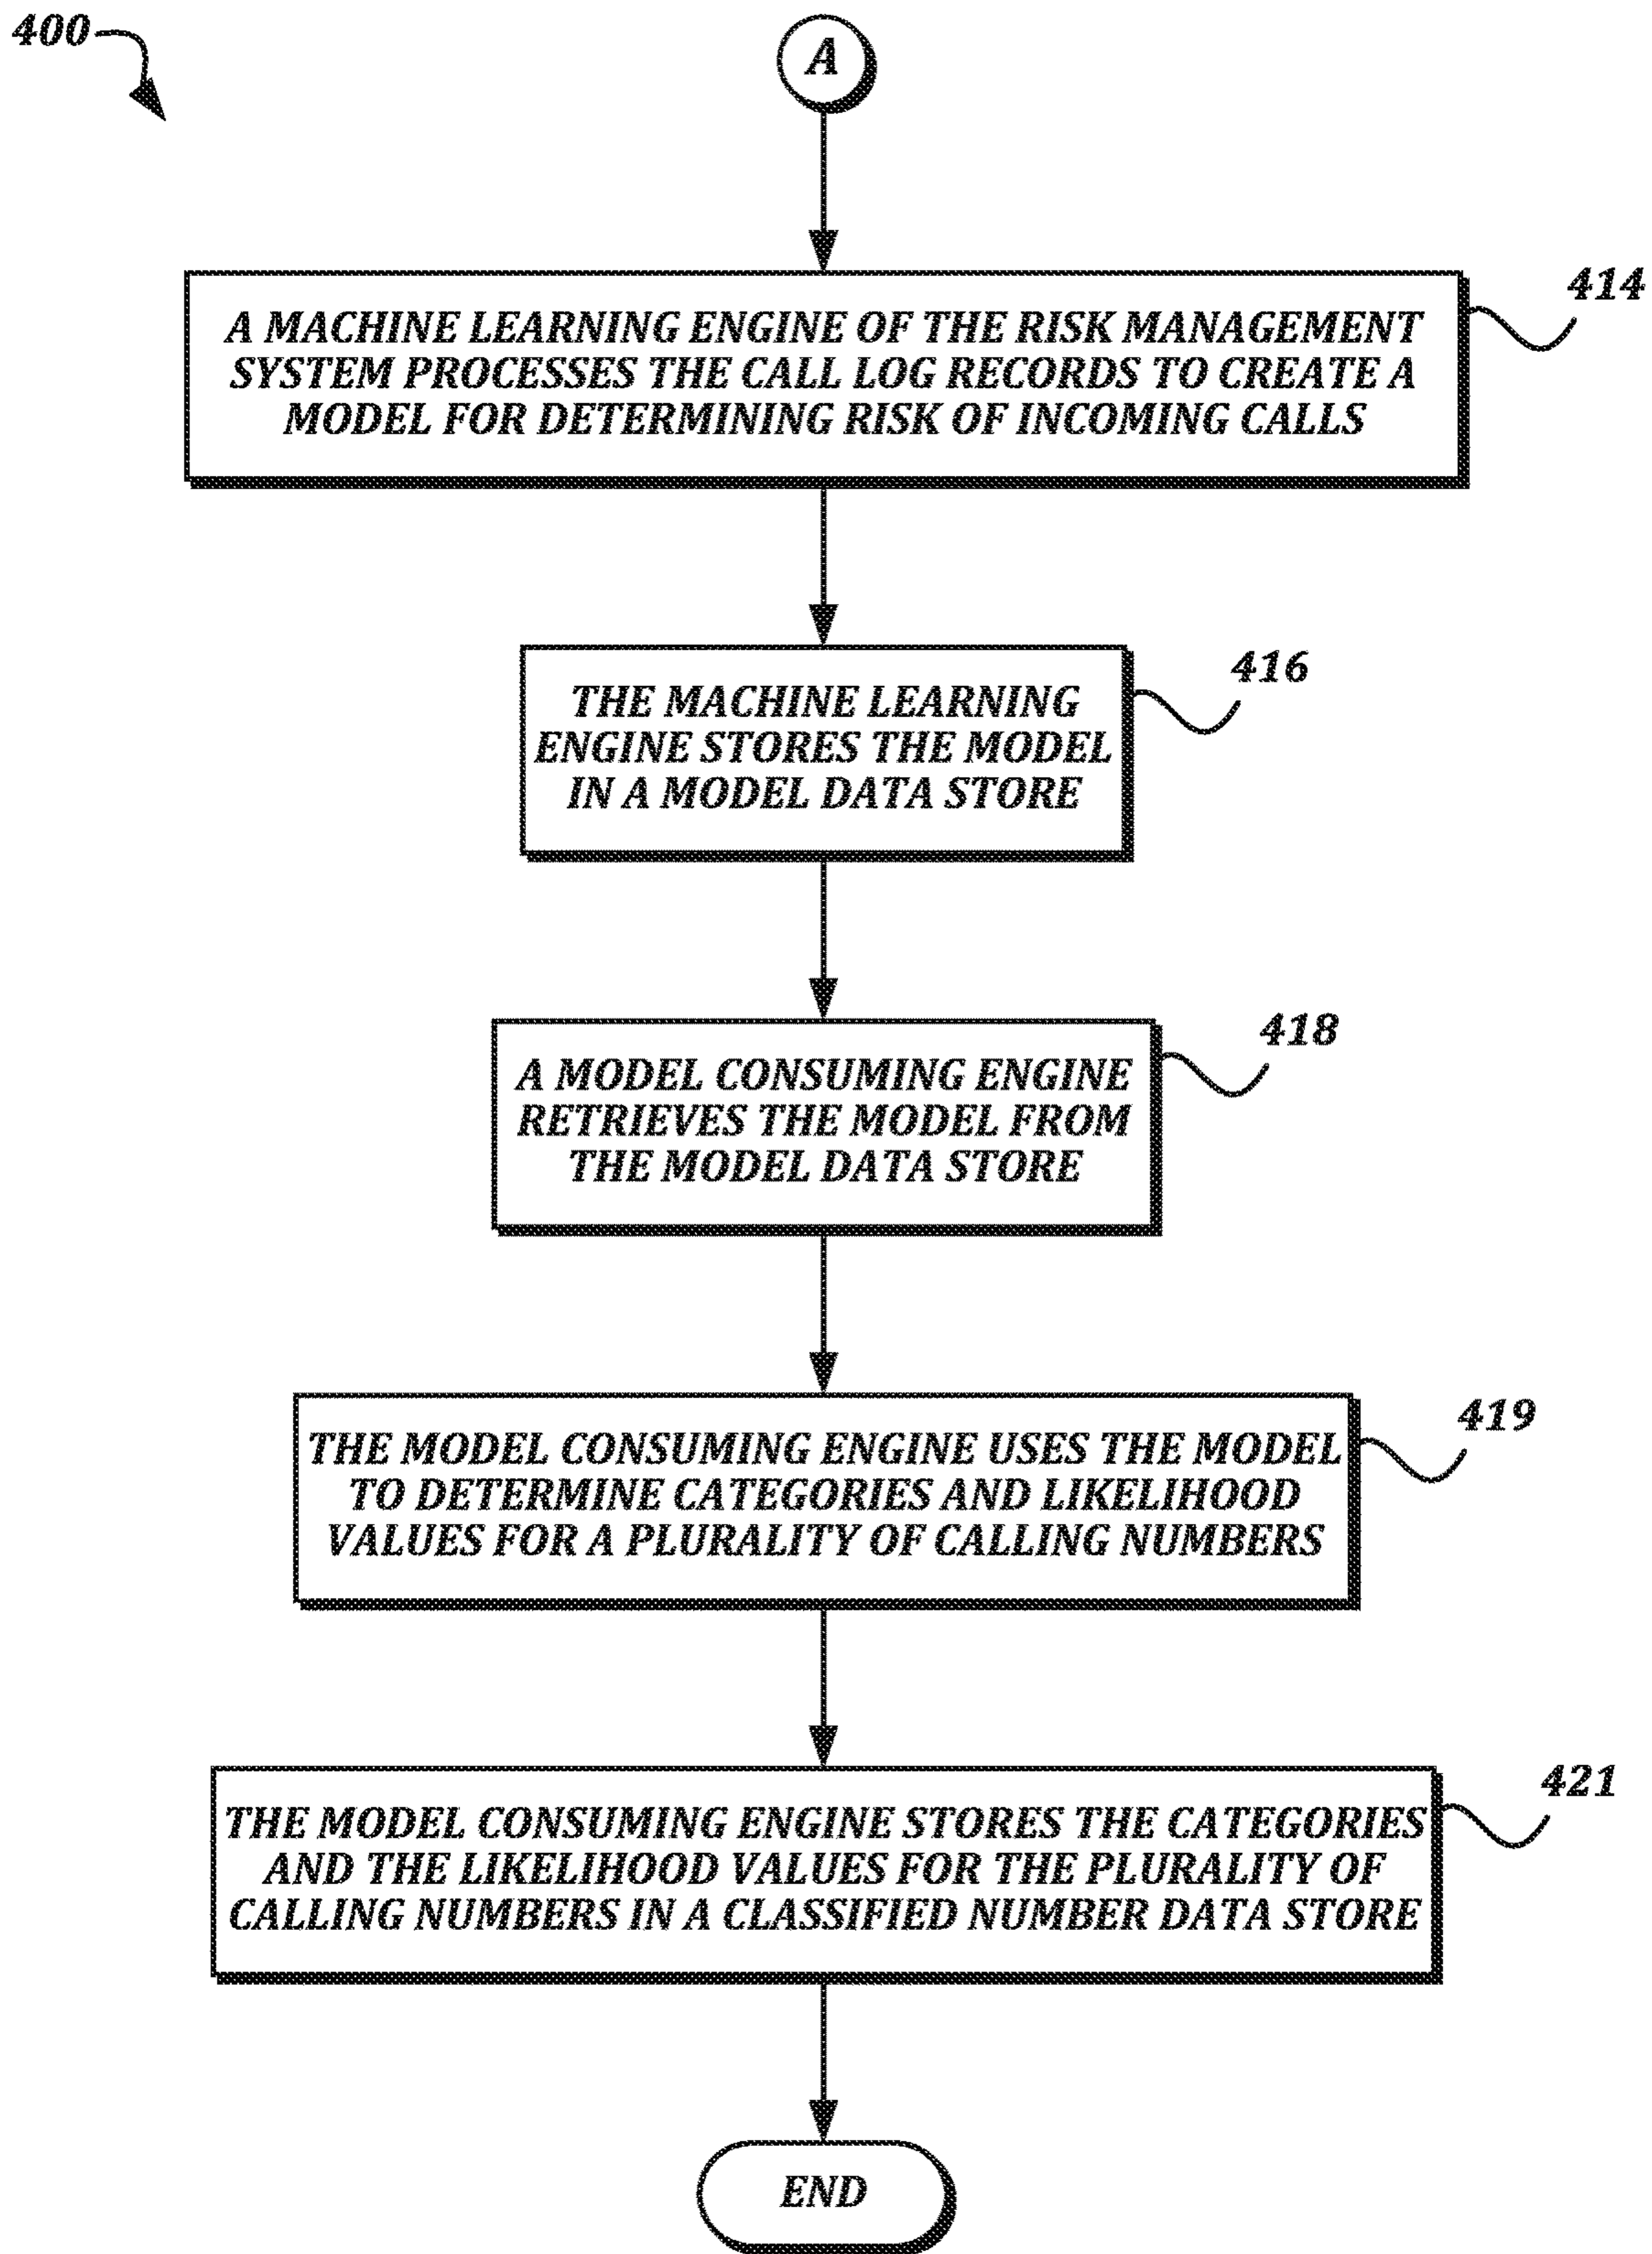 400
A
414
A MACHINE LEARNING ENGINE OF THE RISK MANAGEMENT
SYSTEM PROCESSES THE CALL LOG RECORDS TO CREATE A
MODEL FOR DETERMINING RISK OF INCOMING CALLS
416
THE MACHINE LEARNING
ENGINE STORES THE MODEL
IN A MODEL DATA STORE
418
A MODEL CONSUMING ENGINE
RETRIEVES THE MODEL FROM
THE MODEL DATA STORE
419
THE MODEL CONSUMING ENGINE USES THE MODEL
TO DETERMINE CATEGORIES AND LIKELIHOOD
VALUES FOR A PLURALITY OF CALLING NUMBERS
421
THE MODEL CONSUMING ENGINE STORES THE CATEGORIES
AND THE LIKELIHOOD VALUES FOR THE PLURALITY OF
CALLING NUMBERS IN A CLASSIFIED NUMBER DATA STORE
END